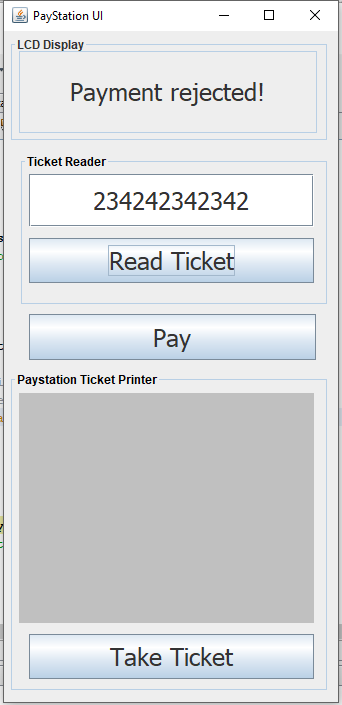 PayStation UI
LCD Display
Payment rejected!
Ticket Reader
234242342342
Read Ticket
Pay
Paystation Ticket Printer
Take Ticket